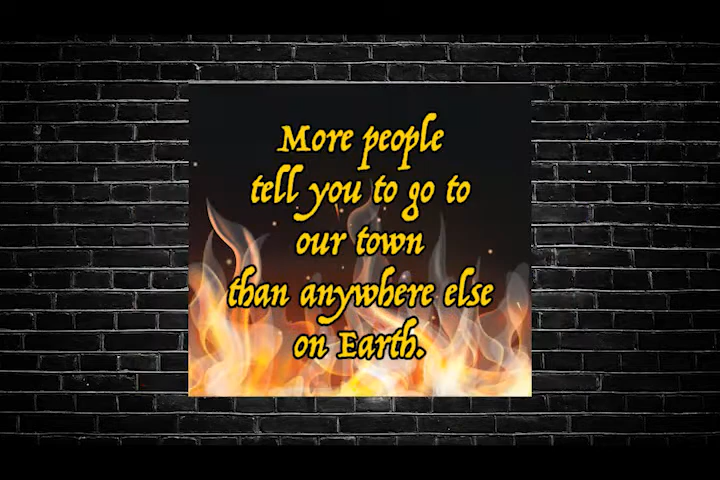 More people
tell you to go to
our town
than anywhere else
on Earth.